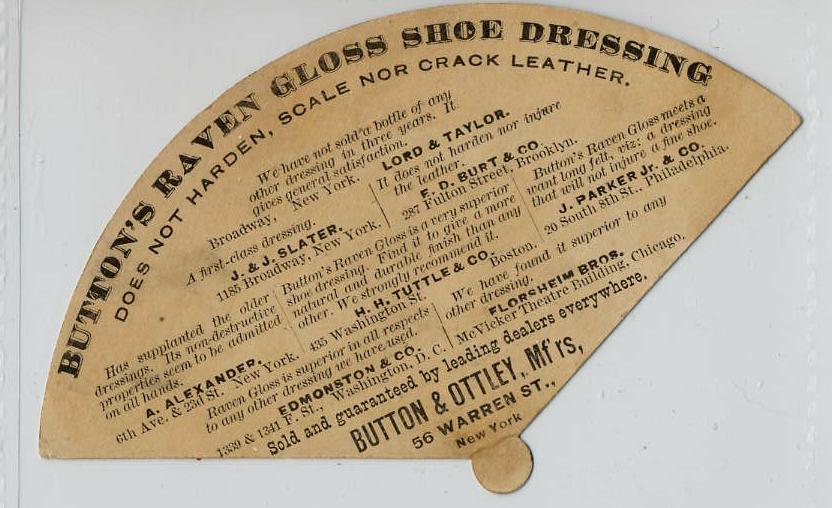 BUTTON'S RAVEN GLOSS SHOE DRESSING
DOES NOT HARDEN, SCALE NOR CRACK LEATHER.
We have not sold a bottle of any
other dressing in three years. It
gives general satisfaction.
LORD & TAYLOR.
Broadway, New York.
It does not harden nor injure
the leather.
E. D. BURT & CO.
287 Fulton Street, Brooklyn.
Button's Raven Gloss meets a
want long felt, viz: a dressing
that will not injure a fine shoe.
J. PARKER Jr. & CO.
20 South 8th St., Philadelphia.
A first-class dressing.
J. & J. SLATER.
1185 Broadway, New York.
Button's Raven Gloss is a very superior
shoe dressing. Find it to give a more
natural and durable finish than any
other. We strongly recommend it.
H. H. TUTTLE & CO.
435 Washington St. Boston.
We have found it superior to any
other dressing.
FLORSHEIM BROS.
McVicker Theatre Building, Chicago.
Has supplanted the older
dressings. Its non-destructive
properties seem to be admitted
on all hands.
A. ALEXANDER.
6th Ave. & 23d St. New York.
Raven Gloss is superior in all respects
to any other dressing we have used.
EDMONSTON & CO.
1339 & 1341 F. St., Washington, D. C.
Sold and guaranteed by leading dealers everywhere.
BUTTON & OTTLEY, Mf'rs,
56 WARREN ST.,
New York